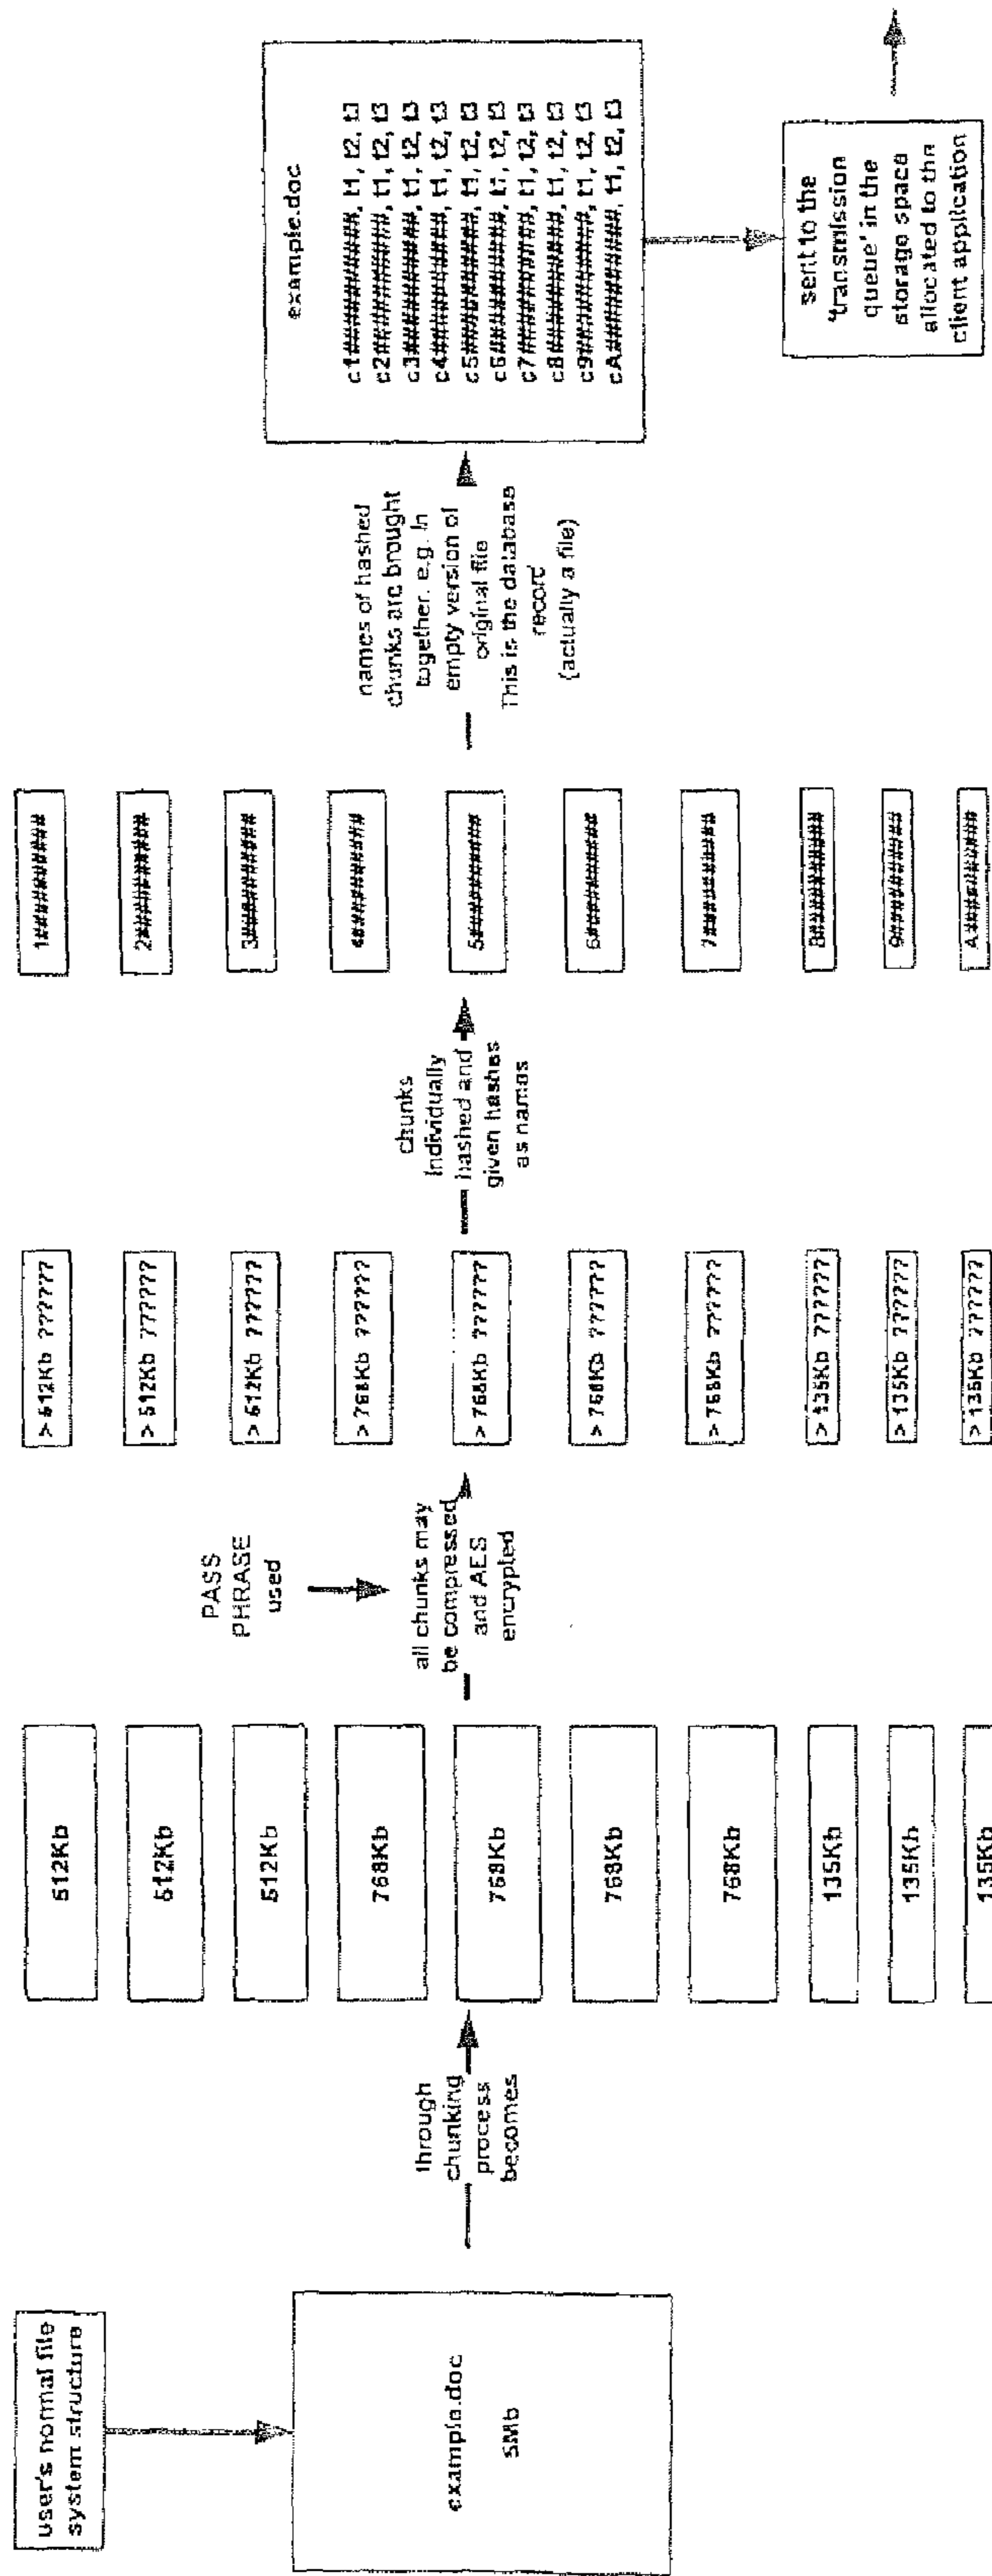 user's normal file
system structure
example.doc
5Mb
through
chunking
process
becomes
512Kb
512Kb
512Kb
768Kb
768Kb
768Kb
768Kb
135Kb
135Kb
135Kb
PASS
PHRASE
used
all chunks may
be compressed
and AES
encrypted
> 512Kb ??????
> 512Kb ??????
> 512Kb ??????
> 768Kb ??????
> 768Kb ??????
> 768Kb ??????
> 768Kb ??????
> 135Kb ??????
> 135Kb ??????
> 135Kb ??????
chunks
Individually
hashed and
given hashes
as names
1##########
2##########
3##########
4##########
5##########
6##########
7##########
8##########
9##########
A##########
names of hashed
chunks are brought
together. e.g. In
empty version of
original file
This is the database
record'
(actually a file)
example.doc
c1##########, t1, t2, t3
c2##########, t1, t2, t3
c3##########, t1, t2, t3
c4##########, t1, t2, t3
c5##########, t1, t2, t3
c6##########, t1, t2, t3
c7##########, t1, t2, t3
c8##########, t1, t2, t3
c9##########, t1, t2, t3
cA##########, t1, t2, t3
sent to the
'transmission
queue' in the
storage space
allocated to the
client application